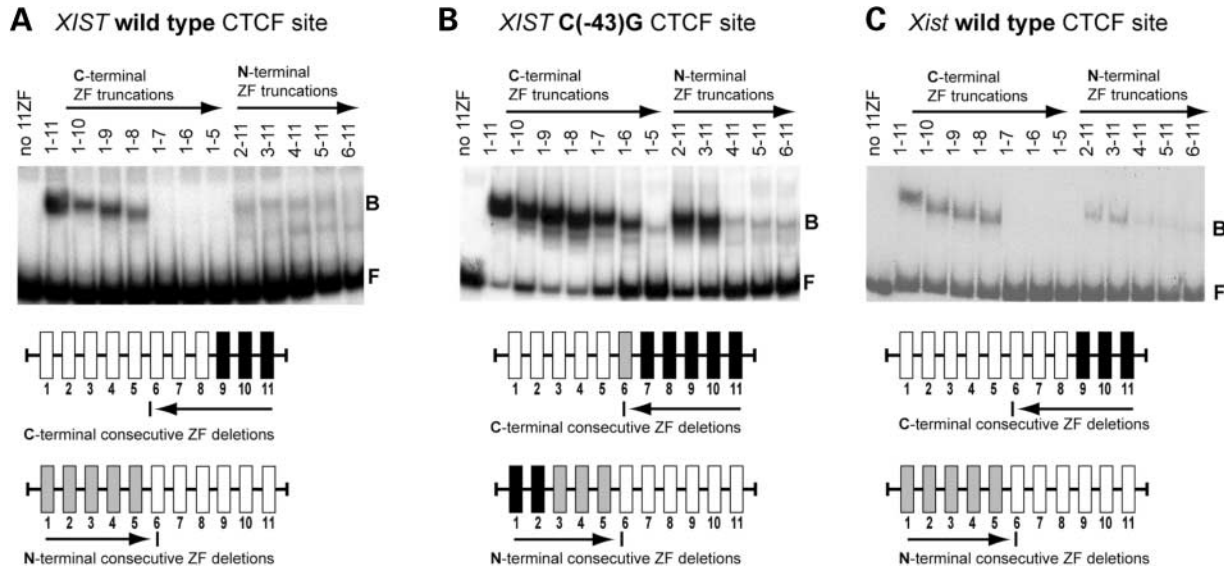 A XIST wild type CTCF site
C-terminal
ZF truncations
N-terminal
ZF truncations
no 11ZF
1-11
1-10
1-9
1-8
1-7
1-6
1-5
2-11
3-11
4-11
5-11
6-11
B
F
1 2 3 4 5 6 7 8 9 10 11
C-terminal consecutive ZF deletions
1 2 3 4 5 6 7 8 9 10 11
N-terminal consecutive ZF deletions
B XIST C(-43)G CTCF site
C-terminal
ZF truncations
N-terminal
ZF truncations
no 11ZF
1-11
1-10
1-9
1-8
1-7
1-6
1-5
2-11
3-11
4-11
5-11
6-11
B
F
1 2 3 4 5 6 7 8 9 10 11
C-terminal consecutive ZF deletions
1 2 3 4 5 6 7 8 9 10 11
N-terminal consecutive ZF deletions
C Xist wild type CTCF site
C-terminal
ZF truncations
N-terminal
ZF truncations
no 11ZF
1-11
1-10
1-9
1-8
1-7
1-6
1-5
2-11
3-11
4-11
5-11
6-11
B
F
1 2 3 4 5 6 7 8 9 10 11
C-terminal consecutive ZF deletions
1 2 3 4 5 6 7 8 9 10 11
N-terminal consecutive ZF deletions